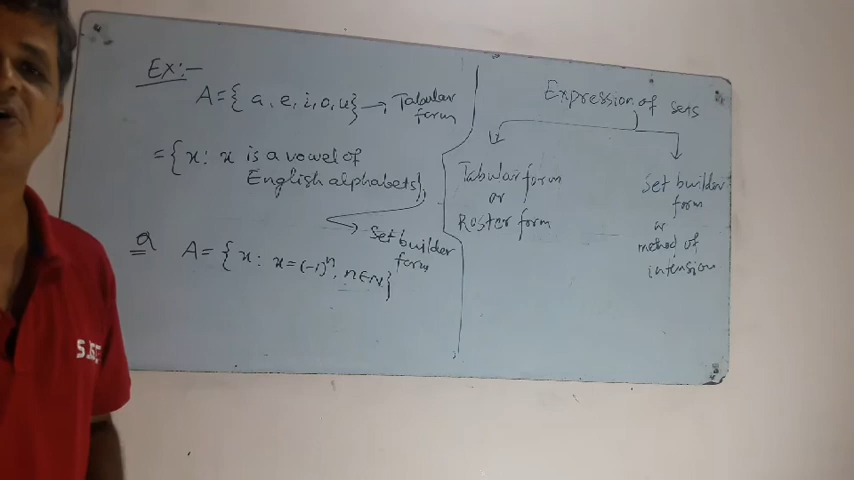 Ex:-
A={a, e, i, o, u} → Tabular
form
={x: x is a vowel of
English alphabets}
Set builder
form
Q A={x: x=(-1)ⁿ, n∈N}
Expression of sets
Tabular form
or
Roster form
Set builder
form
or
method of
intension